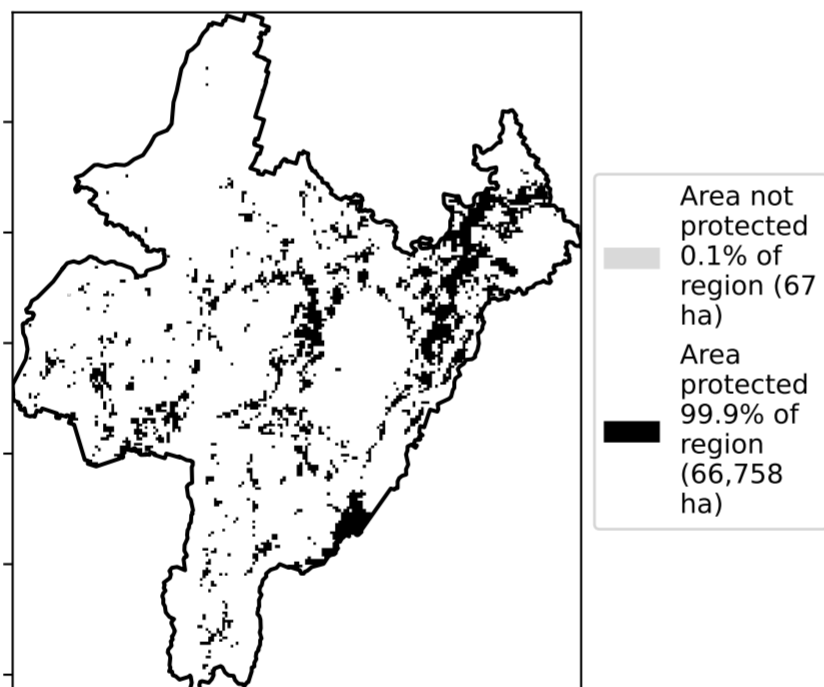 Area not
protected
0.1% of
region (67
ha)
Area
protected
99.9% of
region
(66,758
ha)